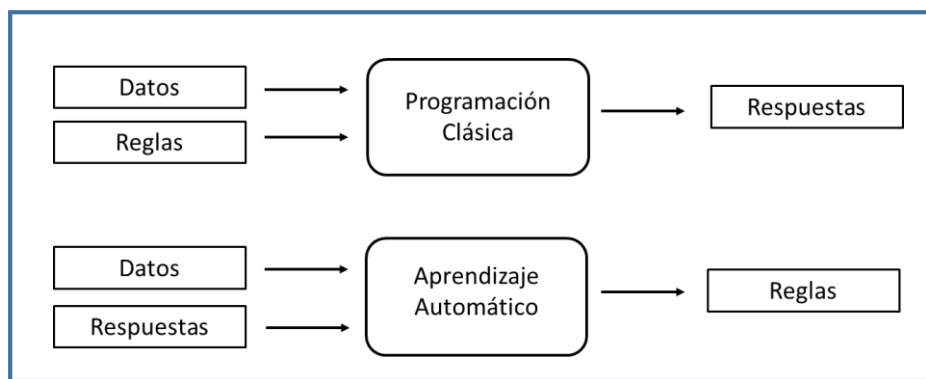 Datos
Reglas
Programación
Clásica
Respuestas
Datos
Respuestas
Aprendizaje
Automático
Reglas